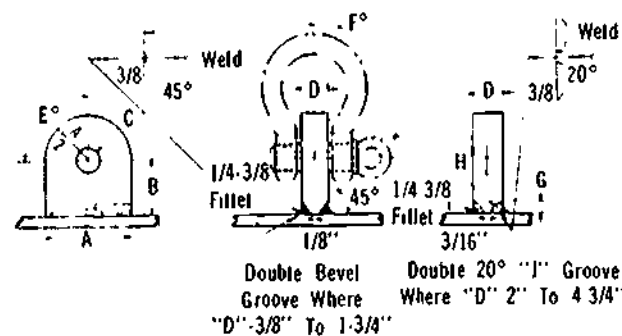 3/8
45°
Weld
E°
C
B
A
F°
D
1/4-3/8
Fillet
45°
1/8"
Double Bevel
Groove Where
"D"-3/8" To 1-3/4"
Weld
20°
D
3/8
H
G
1/4 3/8
Fillet
3/16"
Double 20° "J" Groove
Where "D" 2" To 4 3/4"